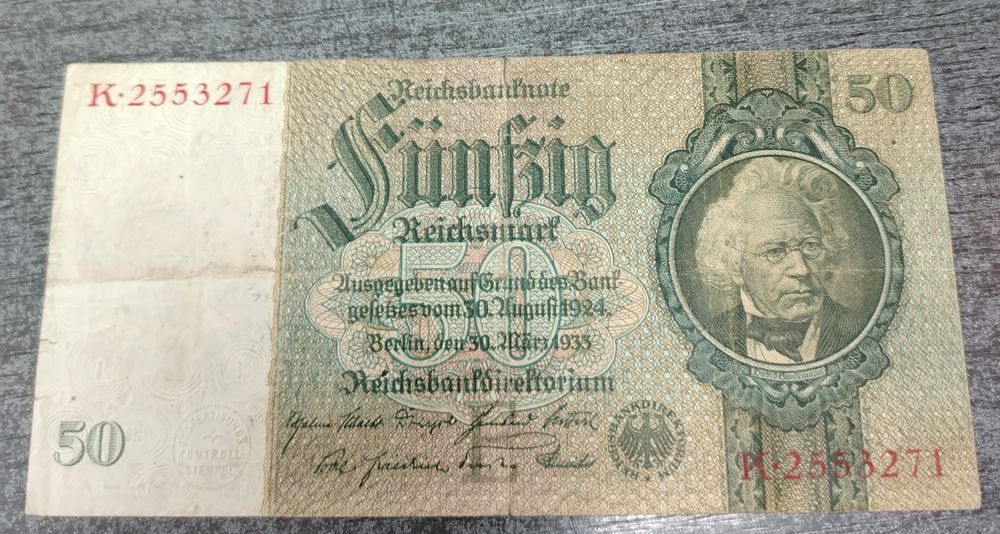 K·2553271
Reichsbanknote
50
Fünfzig
Reichsmark
50
Ausgegeben auf Grund des Bank-
gesetzes vom 30. August 1924.
Berlin, den 30. März 1933
Reichsbankdirektorium
50
REICHSBANKDIREKTORIUM
KONTROLL
STEMPEL
K·2553271